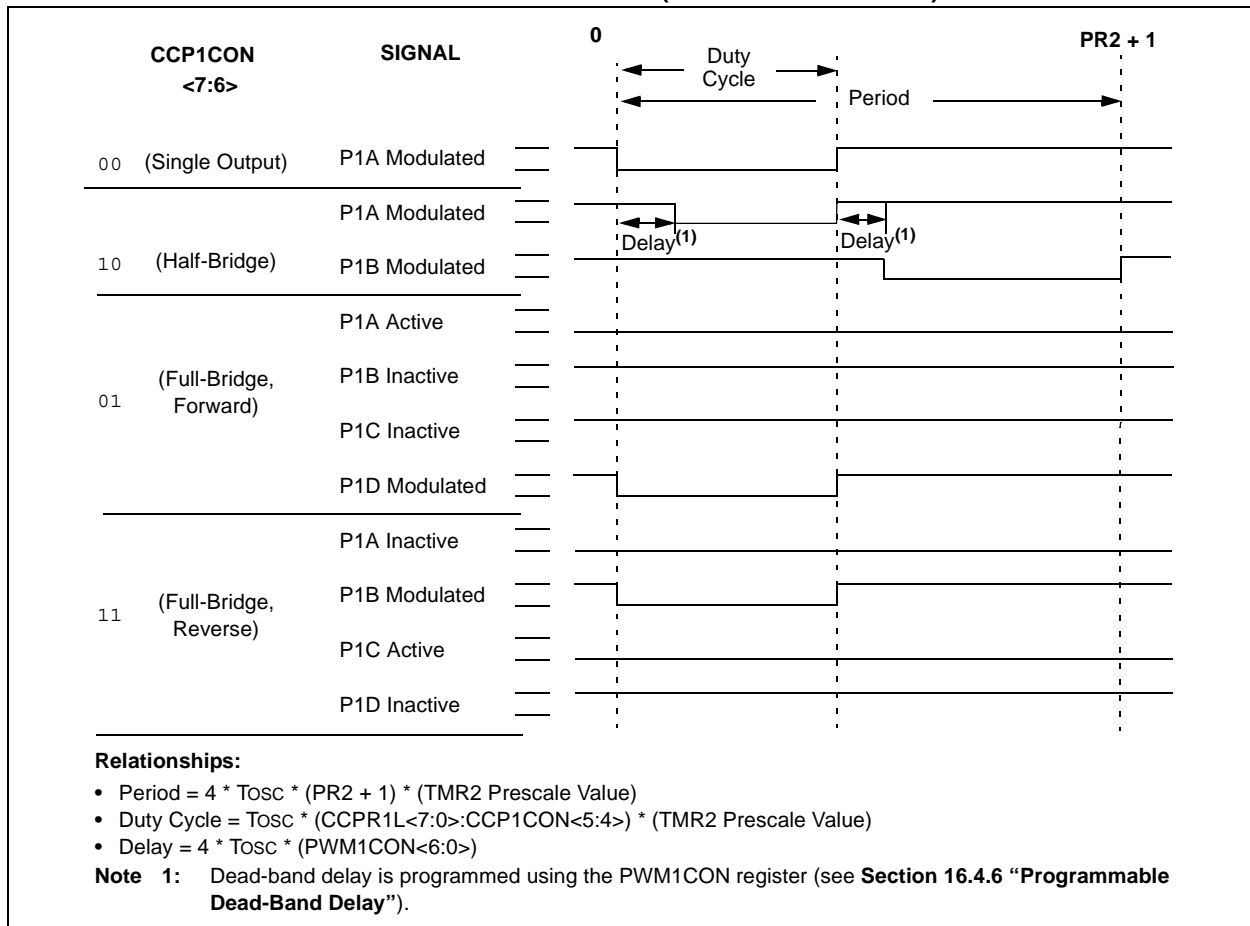 0
PR2 + 1
CCP1CON
<7:6>
SIGNAL
Duty
Cycle
Period
00 (Single Output) P1A Modulated
P1A Modulated
Delay(1) Delay(1)
10 (Half-Bridge) P1B Modulated
P1A Active
01 (Full-Bridge,
Forward)
P1B Inactive
P1C Inactive
P1D Modulated
P1A Inactive
11 (Full-Bridge,
Reverse)
P1B Modulated
P1C Active
P1D Inactive
Relationships:
• Period = 4 * TOSC * (PR2 + 1) * (TMR2 Prescale Value)
• Duty Cycle = TOSC * (CCPR1L<7:0>:CCP1CON<5:4>) * (TMR2 Prescale Value)
• Delay = 4 * TOSC * (PWM1CON<6:0>)
Note 1: Dead-band delay is programmed using the PWM1CON register (see Section 16.4.6 “Programmable
Dead-Band Delay”).